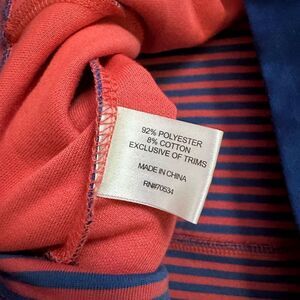 92% POLYESTER
8% COTTON
EXCLUSIVE OF TRIMS
MADE IN CHINA
RN#70534